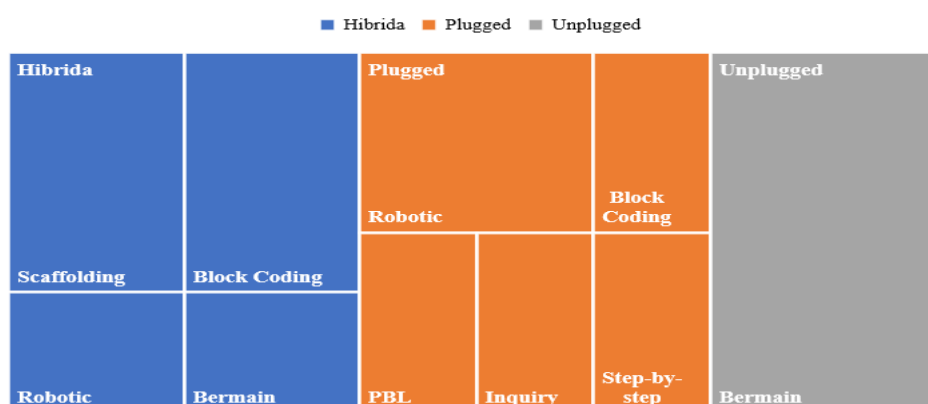 Hibrida Plugged Unplugged
Hibrida
Plugged
Unplugged
Scaffolding
Block Coding
Robotic
Block
Coding
Robotic
Bermain
PBL
Inquiry
Step-by-
step
Bermain